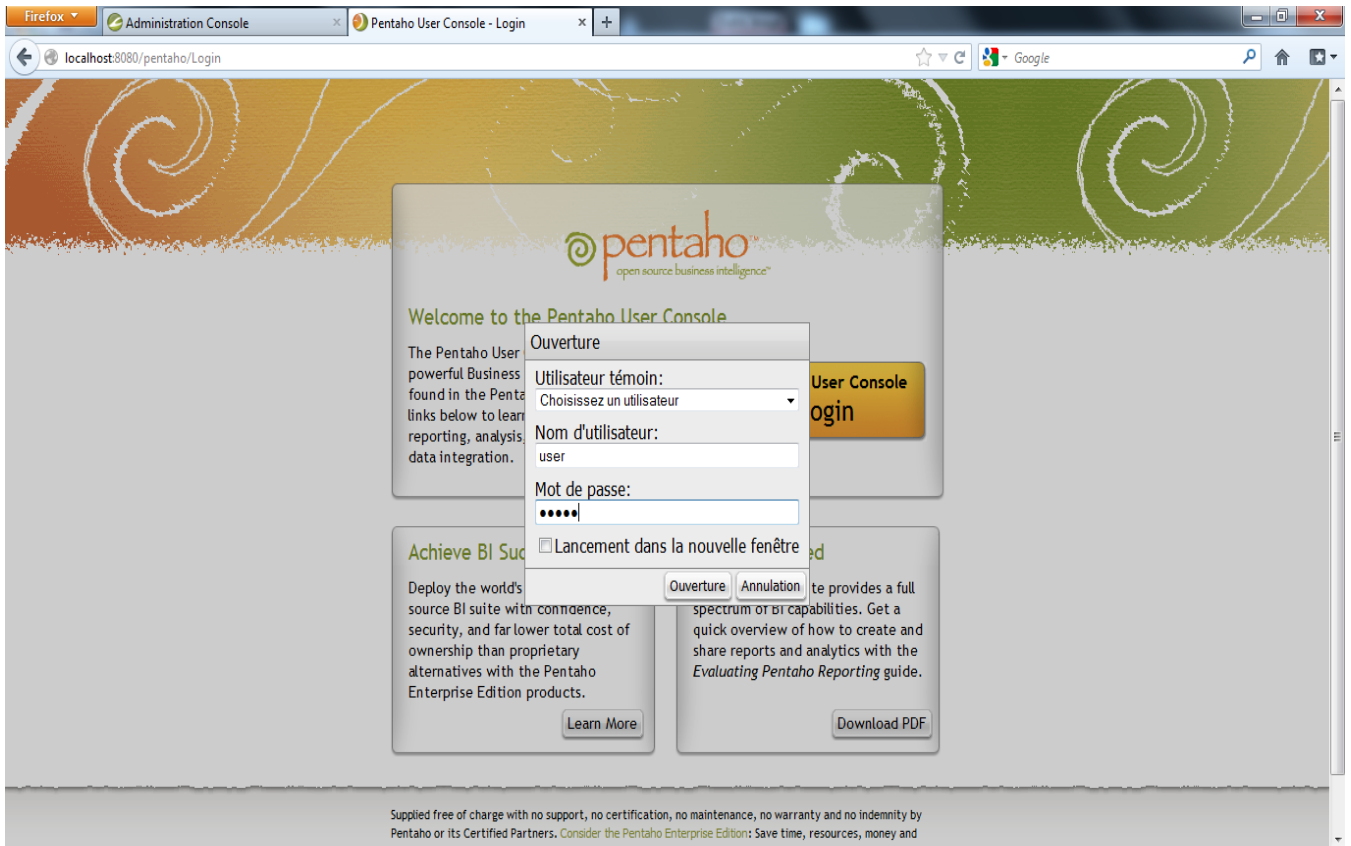 Firefox
Administration Console
Pentaho User Console - Login
localhost:8080/pentaho/Login
Google
pentaho™
open source business intelligence™
Welcome to the Pentaho User Console
The Pentaho User
powerful Business
found in the Penta
links below to learn
reporting, analysis,
data integration.
User Console
ogin
Ouverture
Utilisateur témoin:
Choisissez un utilisateur
Nom d'utilisateur:
user
Mot de passe:
•••••
Lancement dans la nouvelle fenêtre
Ouverture Annulation
Achieve BI Suc
Deploy the world's
source BI suite with confidence,
security, and far lower total cost of
ownership than proprietary
alternatives with the Pentaho
Enterprise Edition products.
Learn More
ed
te provides a full
spectrum of BI capabilities. Get a
quick overview of how to create and
share reports and analytics with the
Evaluating Pentaho Reporting guide.
Download PDF
Supplied free of charge with no support, no certification, no maintenance, no warranty and no indemnity by
Pentaho or its Certified Partners. Consider the Pentaho Enterprise Edition: Save time, resources, money and